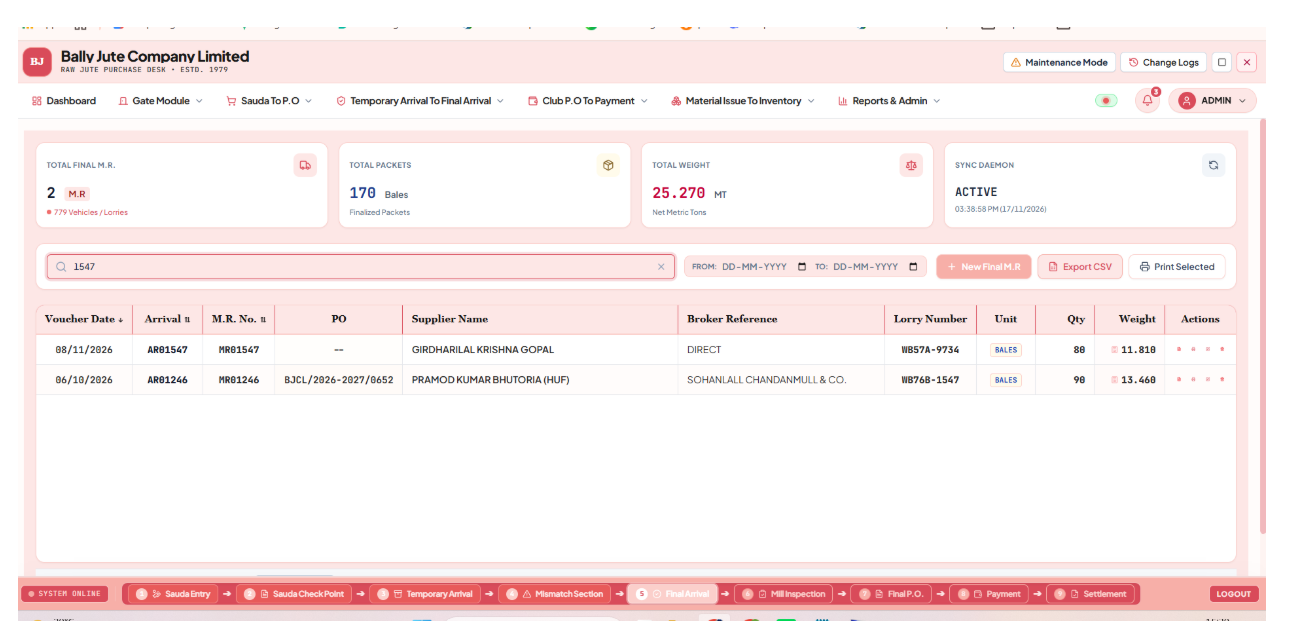 BJ Bally Jute Company Limited
RAW JUTE PURCHASE DESK • ESTD. 1979
Maintenance Mode Change Logs
Dashboard Gate Module Sauda To P.O Temporary Arrival To Final Arrival Club P.O To Payment Material Issue To Inventory Reports & Admin 3 ADMIN
TOTAL FINAL M.R.
2 M.R
779 Vehicles / Lorries
TOTAL PACKETS
170 Bales
Finalized Packets
TOTAL WEIGHT
25.270 MT
Net Metric Tons
SYNC DAEMON
ACTIVE
03:38:58 PM (17/11/2026)
1547 FROM: DD-MM-YYYY TO: DD-MM-YYYY + New Final M.R Export CSV Print Selected
Voucher Date ↓ Arrival ⇅ M.R. No. ⇅ PO Supplier Name Broker Reference Lorry Number Unit Qty Weight Actions
08/11/2026 AR01547 MR01547 -- GIRDHARILAL KRISHNA GOPAL DIRECT WB57A-9734 BALES 80 11.810
06/10/2026 AR01246 MR01246 BJCL/2026-2027/0652 PRAMOD KUMAR BHUTORIA (HUF) SOHANLALL CHANDANMULL & CO. WB76B-1547 BALES 90 13.460
SYSTEM ONLINE 1 Sauda Entry → 2 Sauda Check Point → 3 Temporary Arrival → 4 Mismatch Section → 5 Final Arrival → 6 Mill Inspection → 7 Final P.O. → 8 Payment → 9 Settlement LOGOUT